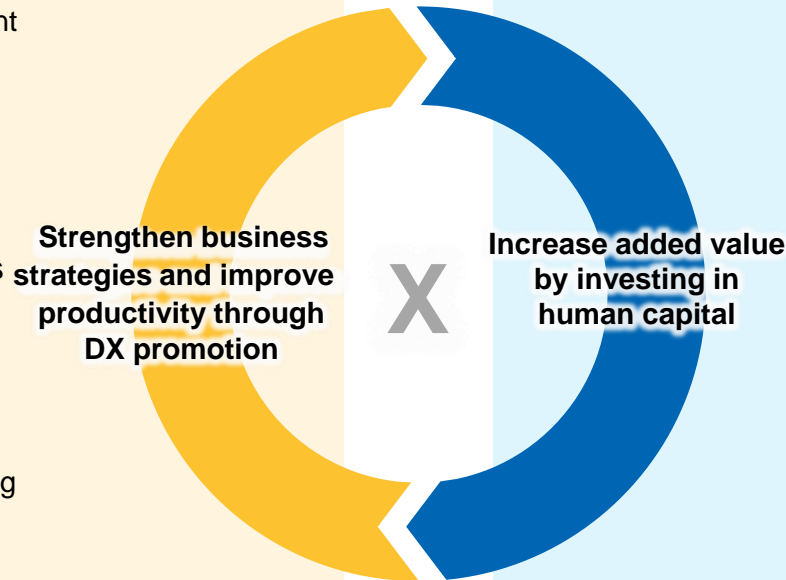 nt
Strengthen business
s strategies and improve
productivity through
DX promotion
X
Increase added value
by investing in
human capital
g